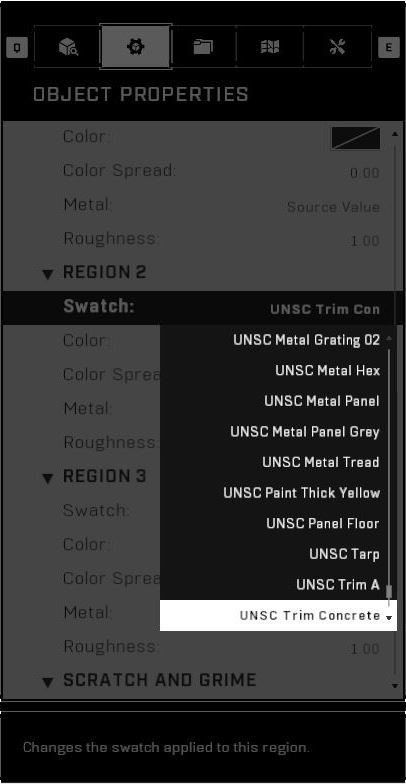 Q E
OBJECT PROPERTIES
Color:
Color Spread: 0.00
Metal: Source Value
Roughness: 1.00
REGION 2
Swatch: UNSC Trim Con
Color: UNSC Metal Grating 02
UNSC Metal Hex
Color Sprea
UNSC Metal Panel
Metal:
UNSC Metal Panel Grey
Roughness:
UNSC Metal Tread
REGION 3
UNSC Paint Thick Yellow
Swatch:
UNSC Panel Floor
Color:
UNSC Tarp
Color Sprea
UNSC Trim A
Metal: UNSC Trim Concrete
Roughness: 1.00
SCRATCH AND GRIME
Changes the swatch applied to this region.